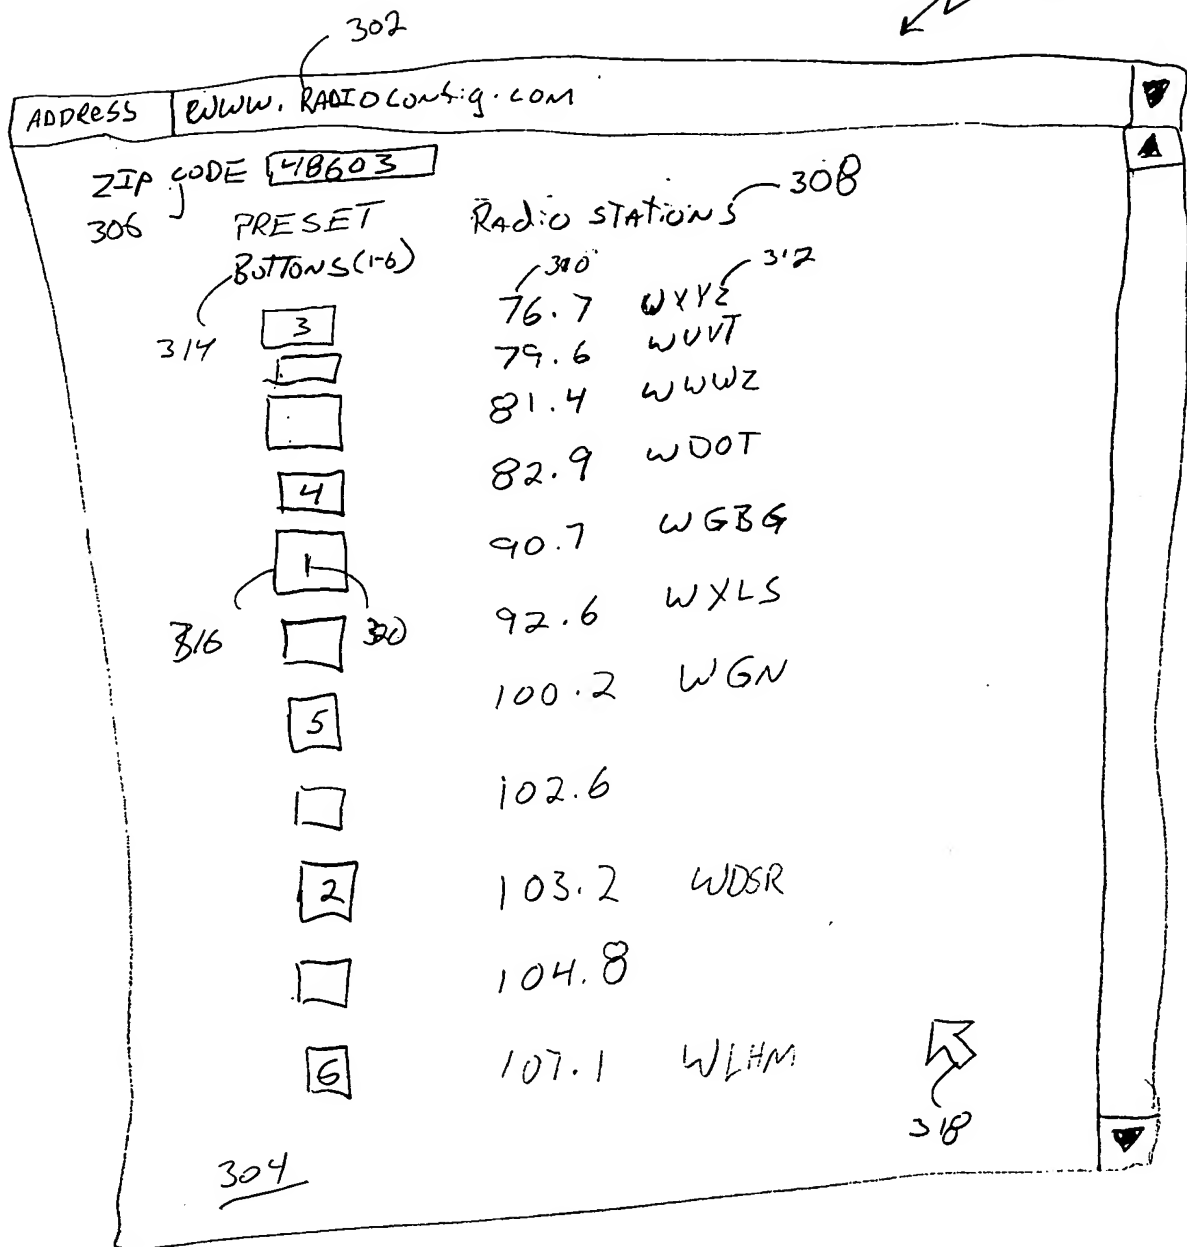 302
ADDRESS www.RADIOconfig.com
ZIP CODE 48603
306 PRESET Radio STATIONS 308
BUTTONS (1-6)
310 312
314
3 76.7 WXYZ
79.6 WUVT
81.4 WWWZ
4 82.9 WDOT
1 90.7 WGBG
316 320
92.6 WXLS
5 100.2 WGN
102.6
2 103.2 WDSR
104.8
6 107.1 WLHM
318
304